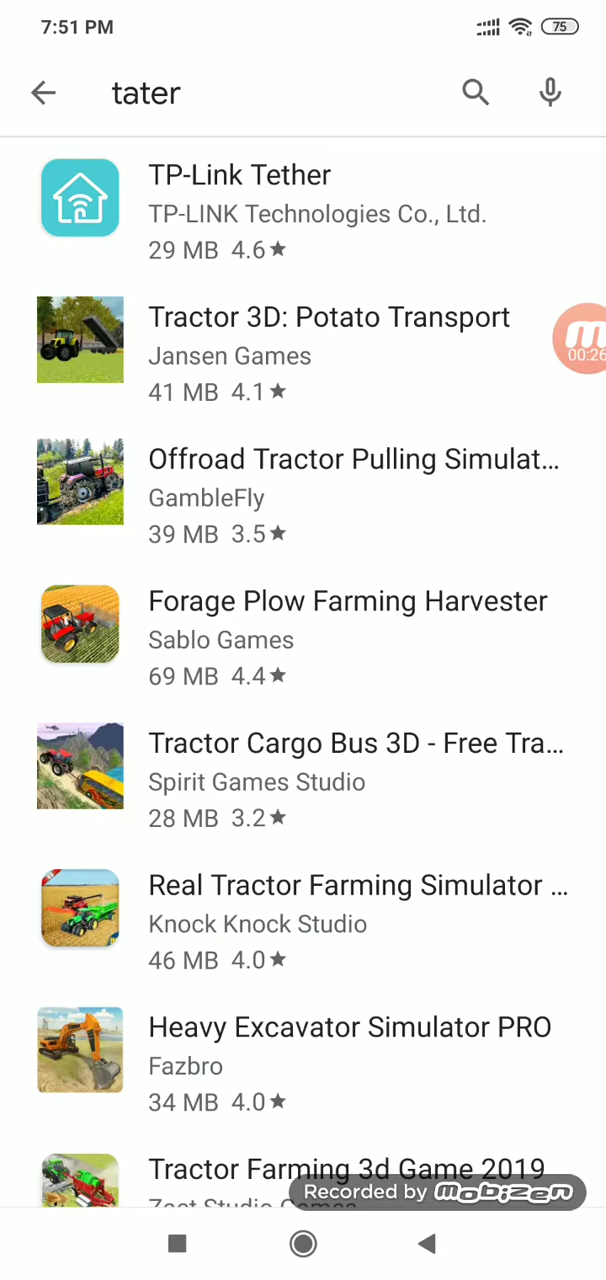 7:51 PM
75
tater
TP-Link Tether
TP-LINK Technologies Co., Ltd.
29 MB 4.6★
Tractor 3D: Potato Transport
Jansen Games
41 MB 4.1★
00:26
Offroad Tractor Pulling Simulat...
GambleFly
39 MB 3.5★
Forage Plow Farming Harvester
Sablo Games
69 MB 4.4★
Tractor Cargo Bus 3D - Free Tra...
Spirit Games Studio
28 MB 3.2★
Real Tractor Farming Simulator ...
Knock Knock Studio
46 MB 4.0★
Heavy Excavator Simulator PRO
Fazbro
34 MB 4.0★
Tractor Farming 3d Game 2019
Recorded by mobizen